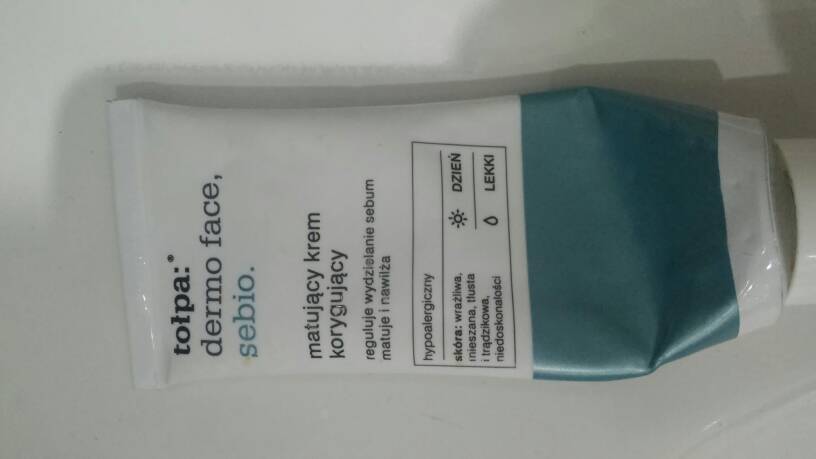 tołpa:®
dermo face,
sebio.
matujący krem
korygujący
reguluje wydzielanie sebum
matuje i nawilża
hypoalergiczny
skóra: wrażliwa,
mieszana, tłusta
i trądzikowa,
niedoskonałości
DZIEŃ
LEKKI